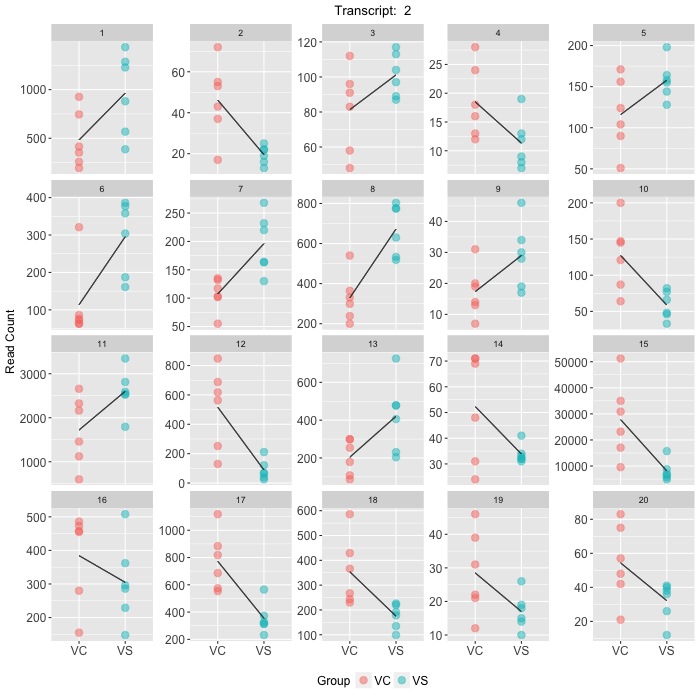 Transcript: 2
1 2 3 4 5
1000 500
60 40 20
120 100 80 60
25 20 15 10
200 150 100 50
6 7 8 9 10
400 300 200 100
250 200 150 100 50
800 600 400 200
40 30 20 10
200 150 100 50
Read Count
11 12 13 14 15
3000 2000 1000
800 600 400 200 0
600 400 200
70 60 50 40 30
50000 40000 30000 20000 10000
16 17 18 19 20
500 400 300 200
1000 800 600 400 200
600 500 400 300 200 100
40 30 20 10
80 60 40 20
VC VS VC VS VC VS VC VS VC VS
Group VC VS